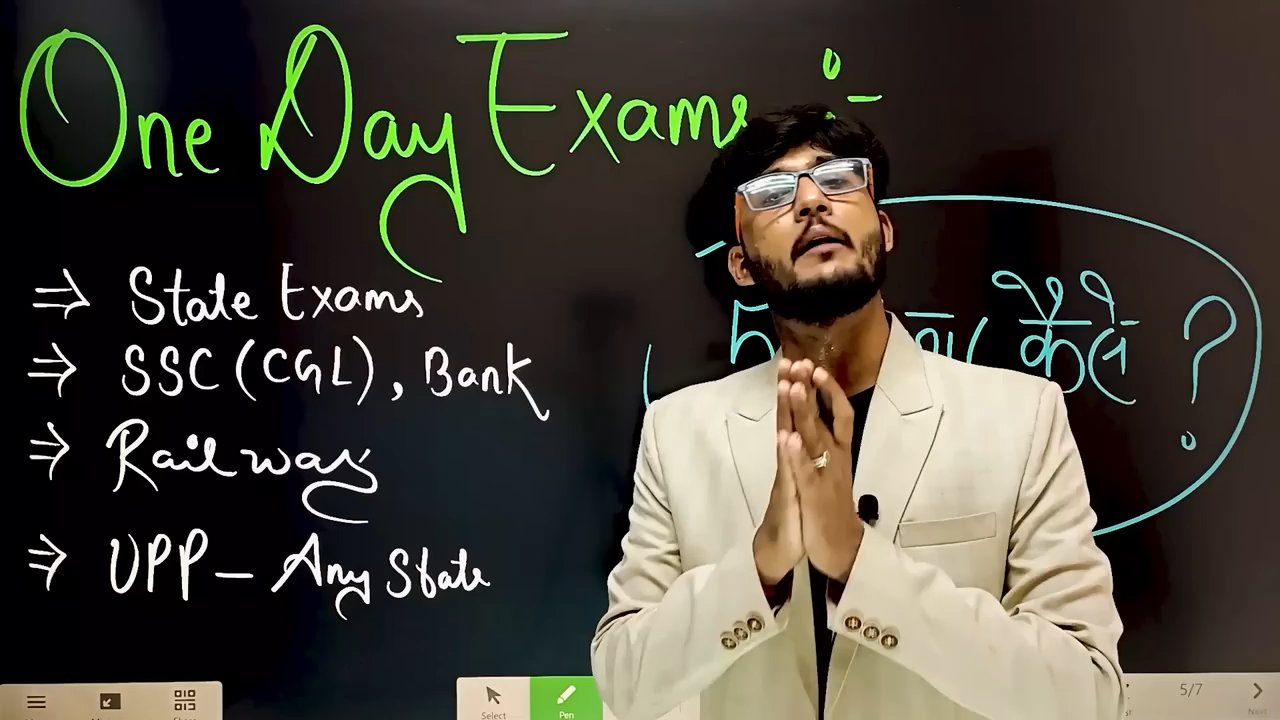 One Day Exams :-
⇒ State Exams
⇒ SSC (CGL), Bank
⇒ Railway
⇒ UPP - Any State
कैसे ?
Select
Pen
5/7